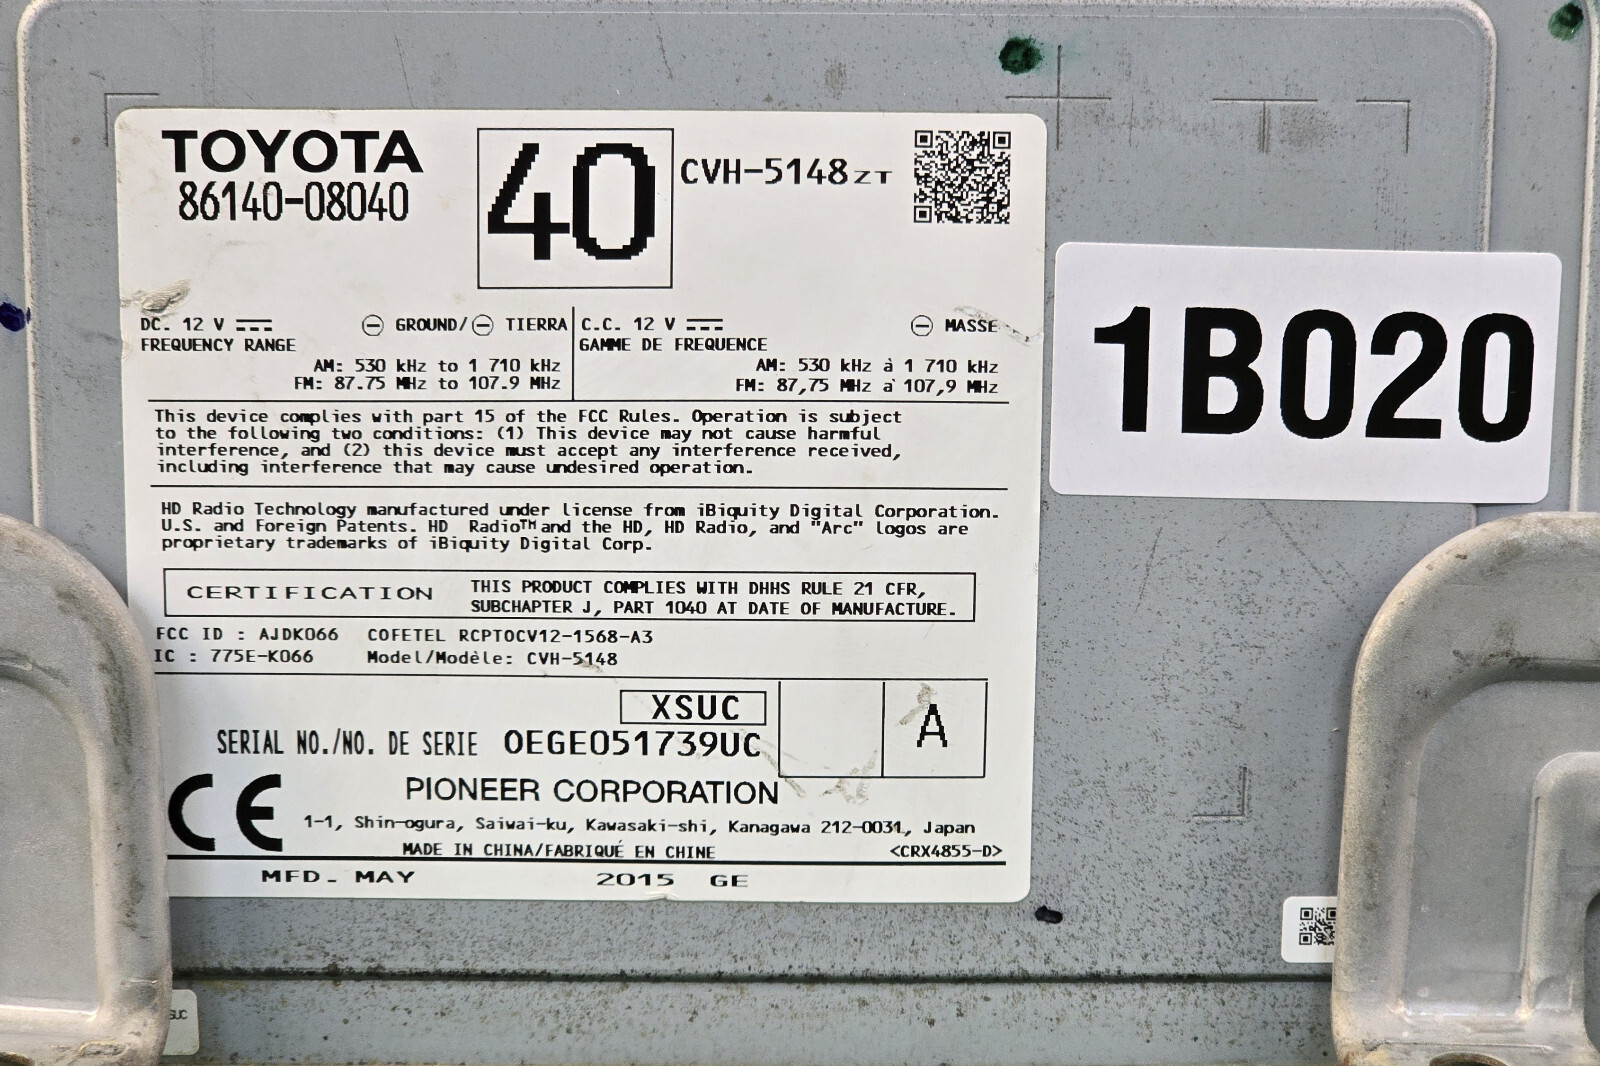 TOYOTA
86140-08040
40
CVH-5148ZT
DC. 12 V
GROUND/ TIERRA
FREQUENCY RANGE
AM: 530 kHz to 1 710 kHz
FM: 87.75 MHz to 107.9 MHz
C.C. 12 V
MASSE
GAMME DE FREQUENCE
AM: 530 kHz à 1 710 kHz
FM: 87,75 MHz à 107,9 MHz
This device complies with part 15 of the FCC Rules. Operation is subject
to the following two conditions: (1) This device may not cause harmful
interference, and (2) this device must accept any interference received,
including interference that may cause undesired operation.
HD Radio Technology manufactured under license from iBiquity Digital Corporation.
U.S. and Foreign Patents. HD Radio™ and the HD, HD Radio, and "Arc" logos are
proprietary trademarks of iBiquity Digital Corp.
CERTIFICATION
THIS PRODUCT COMPLIES WITH DHHS RULE 21 CFR,
SUBCHAPTER J, PART 1040 AT DATE OF MANUFACTURE.
FCC ID : AJDK066 COFETEL RCPTOCV12-1568-A3
IC : 775E-K066 Model/Modèle: CVH-5148
XSUC
A
SERIAL NO./NO. DE SERIE 0EGE051739UC
CE
PIONEER CORPORATION
1-1, Shin-ogura, Saiwai-ku, Kawasaki-shi, Kanagawa 212-0031, Japan
MADE IN CHINA/FABRIQUÉ EN CHINE
<CRX4855-D>
MFD. MAY 2015 GE
1B020